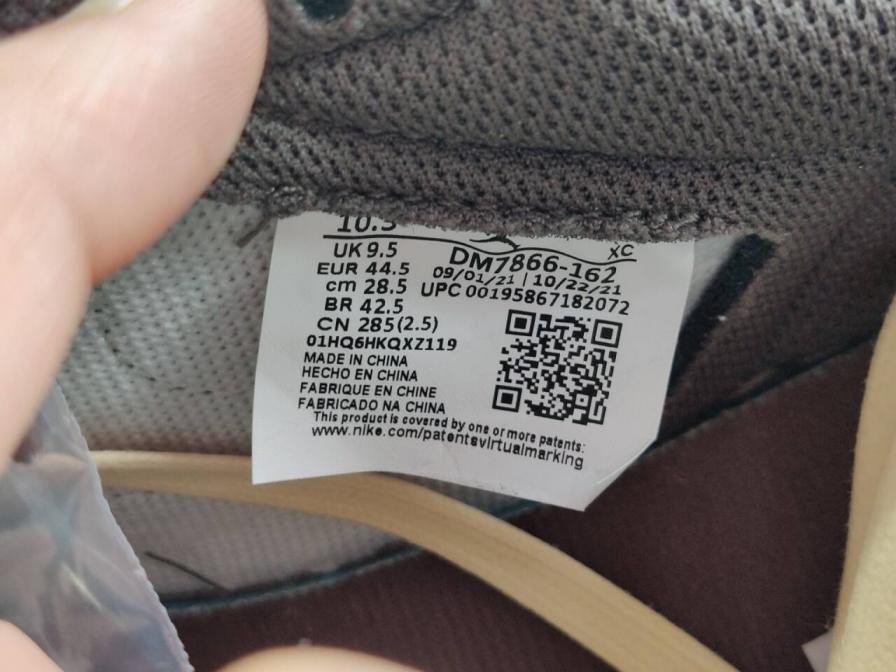 10.5
UK 9.5
EUR 44.5
cm 28.5
BR 42.5
CN 285(2.5)
01HQ6HKQXZ119
XC
DM7866-162
09/01/21 | 10/22/21
UPC 00195867182072
MADE IN CHINA
HECHO EN CHINA
FABRIQUE EN CHINE
FABRICADO NA CHINA
This product is covered by one or more patents:
www.nike.com/patentsvirtualmarking